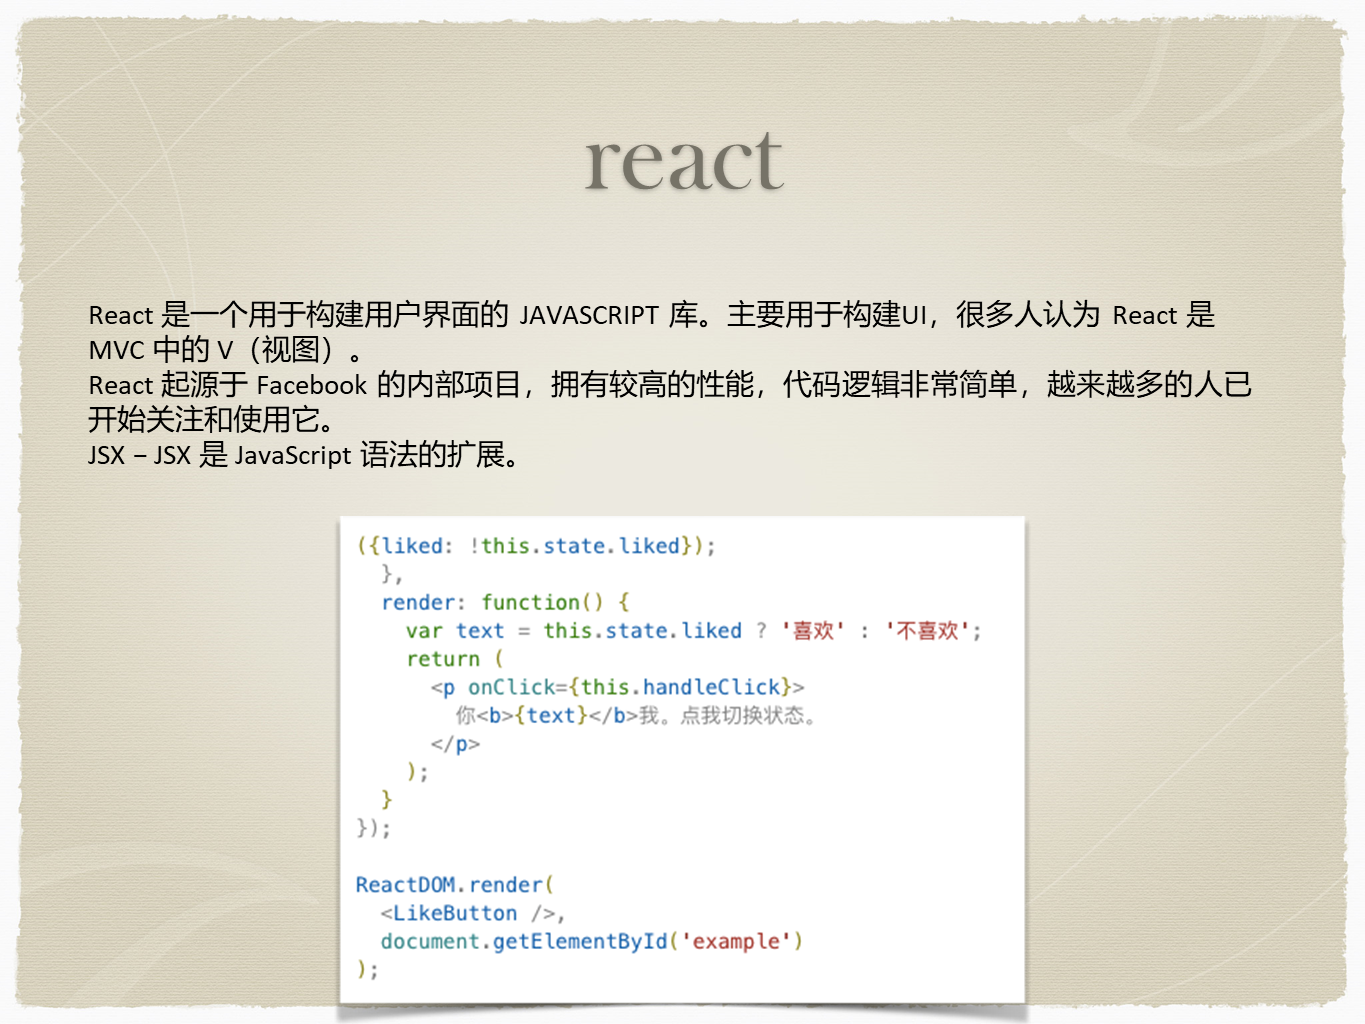 react
React 是一个用于构建用户界面的 JAVASCRIPT 库。主要用于构建UI，很多人认为 React 是
MVC 中的 V（视图）。
React 起源于 Facebook 的内部项目，拥有较高的性能，代码逻辑非常简单，越来越多的人已
开始关注和使用它。
JSX − JSX 是 JavaScript 语法的扩展。
({liked: !this.state.liked});
  },
  render: function() {
    var text = this.state.liked ? '喜欢' : '不喜欢';
    return (
      <p onClick={this.handleClick}>
        你<b>{text}</b>我。点我切换状态。
      </p>
    );
  }
});
ReactDOM.render(
  <LikeButton />,
  document.getElementById('example')
);